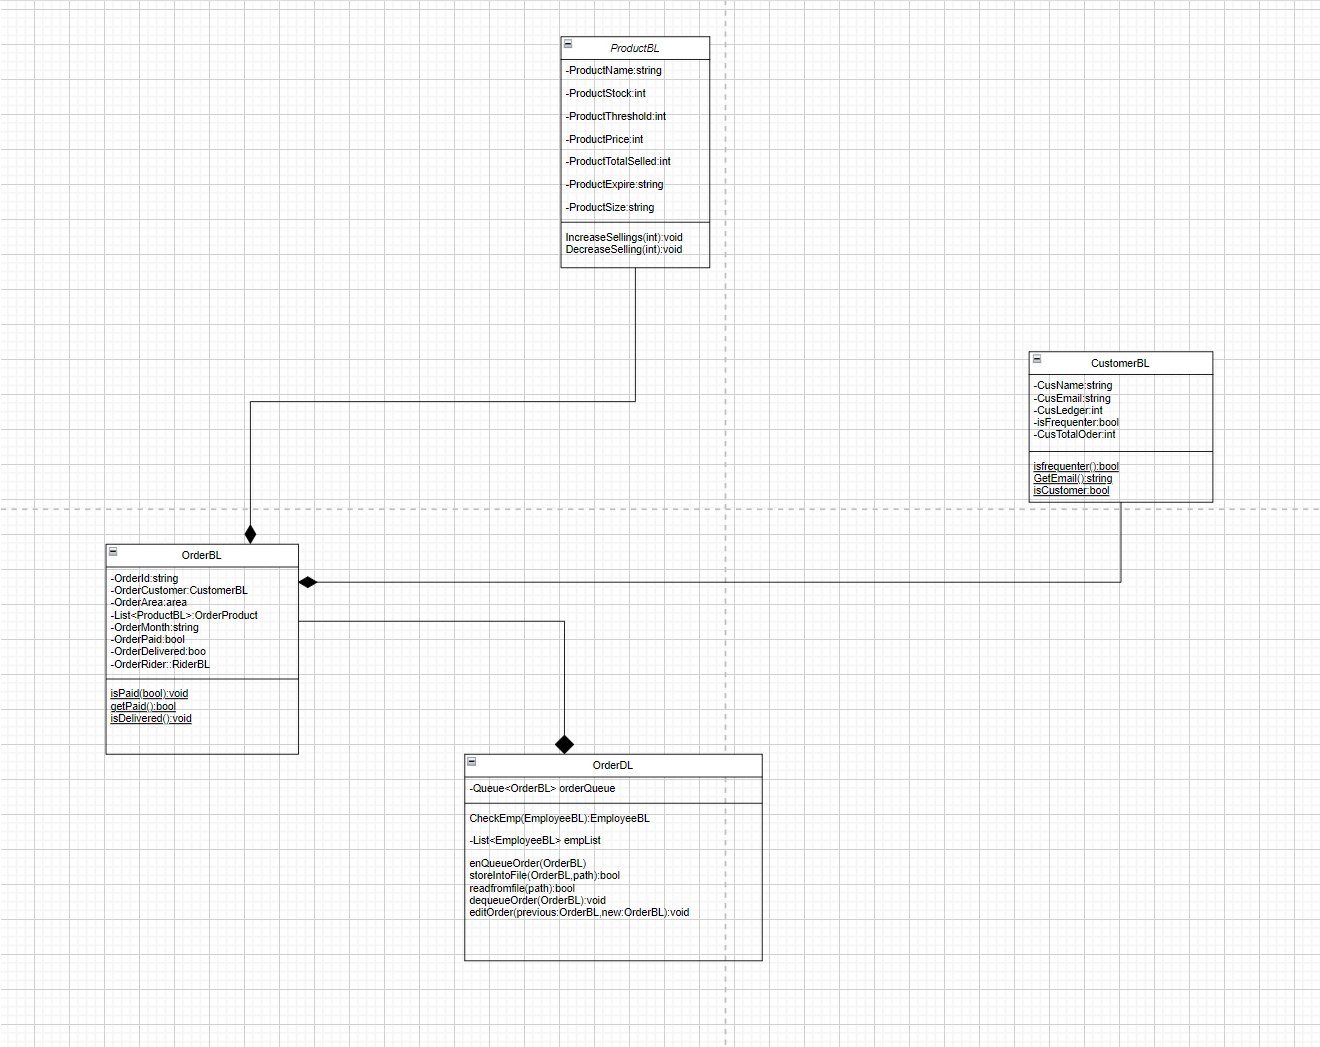 ProductBL
-ProductName:string
-ProductStock:int
-ProductThreshold:int
-ProductPrice:int
-ProductTotalSelled:int
-ProductExpire:string
-ProductSize:string
IncreaseSellings(int):void
DecreaseSelling(int):void
CustomerBL
-CusName:string
-CusEmail:string
-CusLedger:int
-isFrequenter:bool
-CusTotalOder:int
isfrequenter():bool
GetEmail():string
isCustomer:bool
OrderBL
-OrderId:string
-OrderCustomer:CustomerBL
-OrderArea:area
-List<ProductBL>:OrderProduct
-OrderMonth:string
-OrderPaid:bool
-OrderDelivered:boo
-OrderRider::RiderBL
isPaid(bool):void
getPaid():bool
isDelivered():void
OrderDL
-Queue<OrderBL> orderQueue
CheckEmp(EmployeeBL):EmployeeBL
-List<EmployeeBL> empList
enQueueOrder(OrderBL)
storeIntoFile(OrderBL,path):bool
readfromfile(path):bool
dequeueOrder(OrderBL):void
editOrder(previous:OrderBL,new:OrderBL):void